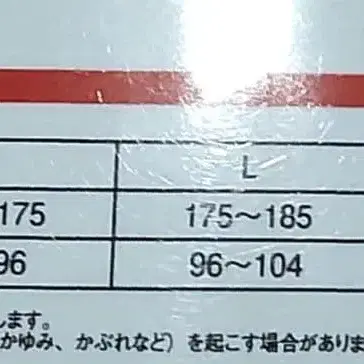 L
175 175～185
96 96～104
します。
かゆみ、かぶれなど）を起こす場合がありま